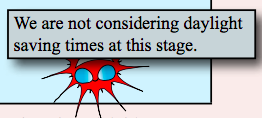 We are not considering daylight
saving times at this stage.